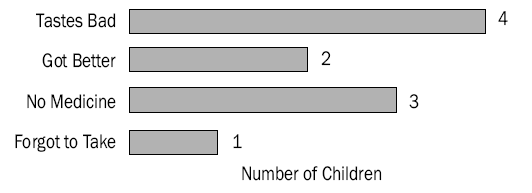 Tastes Bad 4
Got Better 2
No Medicine 3
Forgot to Take 1
Number of Children